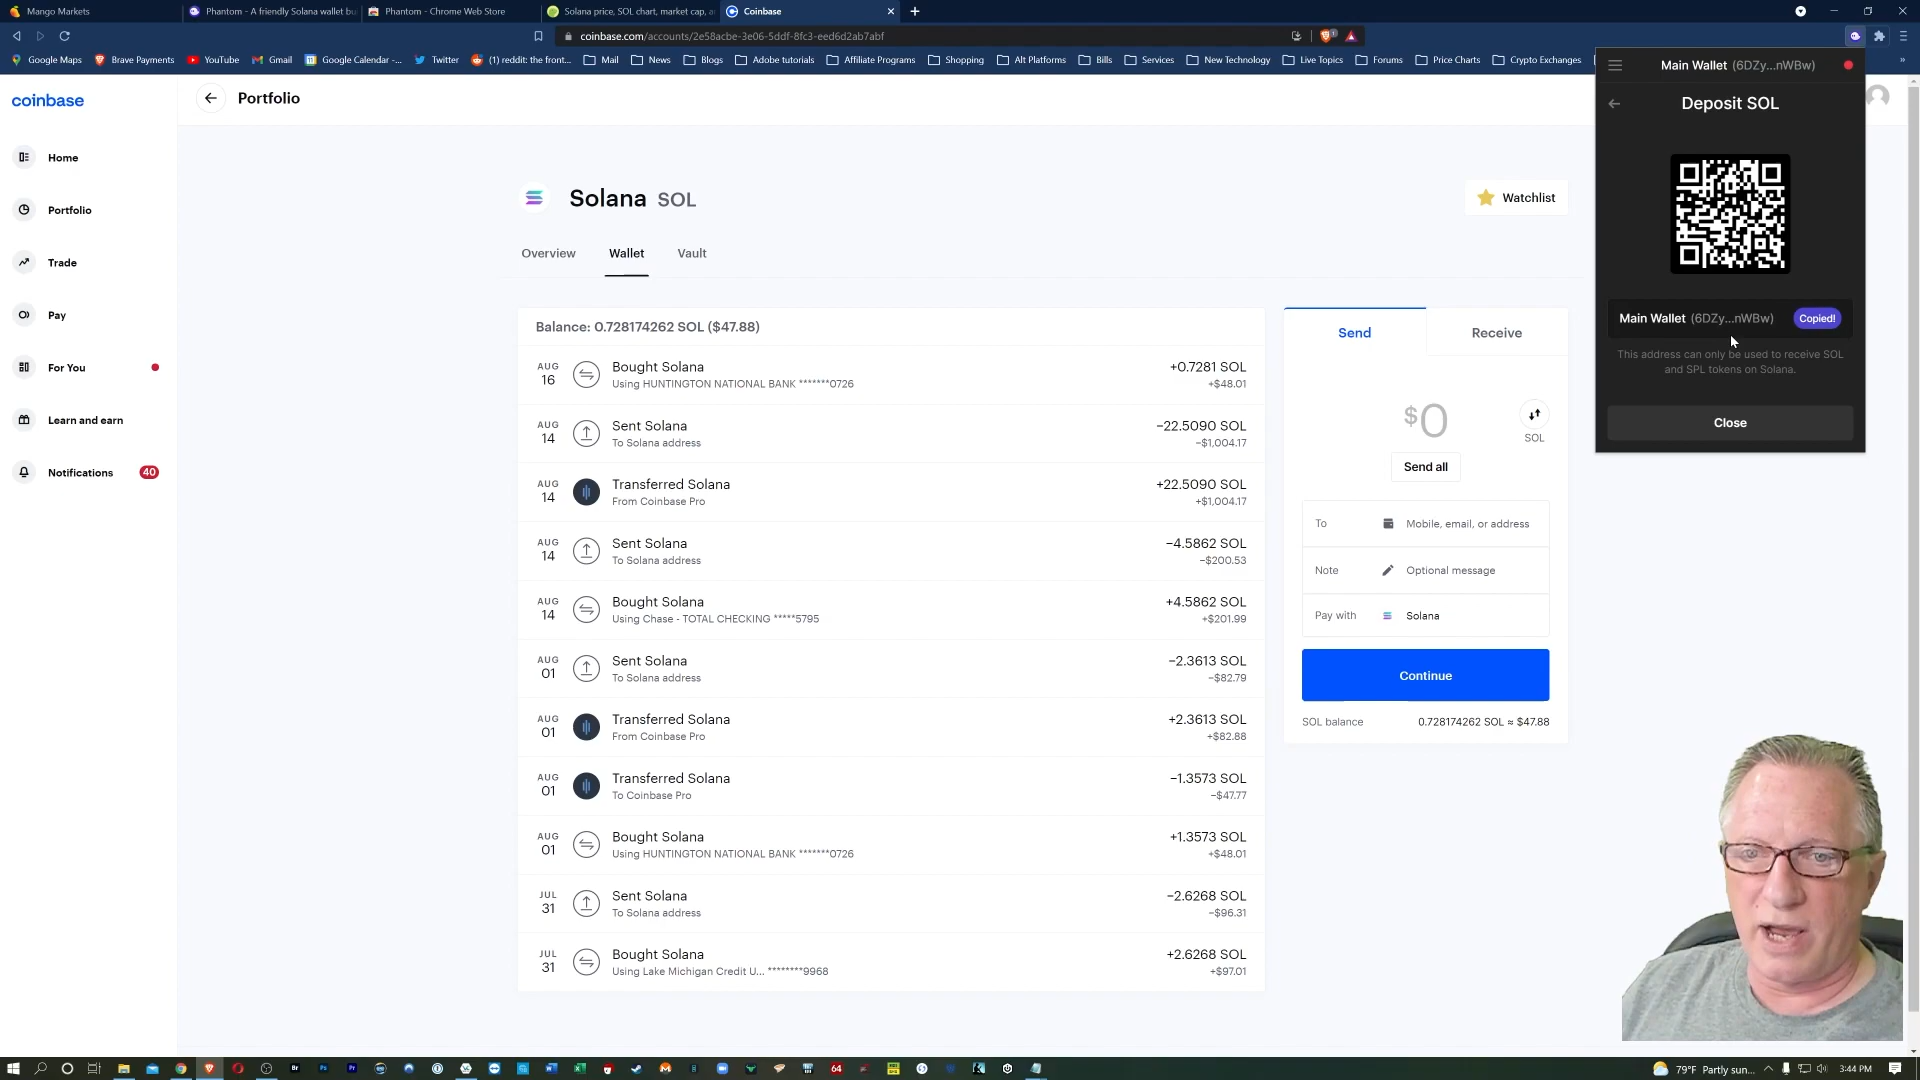 Mango Markets
Phantom - A friendly Solana wallet bu
Phantom - Chrome Web Store
Solana price, SOL chart, market cap, a
Coinbase
coinbase.com/accounts/2e58acbe-3e06-5ddf-8fc3-eed6d2ab7abf
Google Maps
Brave Payments
YouTube
Gmail
Google Calendar -...
Twitter
(1) reddit: the front...
Mail
News
Blogs
Adobe tutorials
Affiliate Programs
Shopping
Alt Platforms
Bills
Services
New Technology
Live Topics
Forums
Price Charts
Crypto Exchanges
coinbase
Portfolio
Home
Portfolio
Trade
Pay
For You
Learn and earn
Notifications 40
Solana SOL
Watchlist
Overview
Wallet
Vault
Balance: 0.728174262 SOL ($47.88)
AUG 16 Bought Solana +0.7281 SOL
Using HUNTINGTON NATIONAL BANK *******0726 +$48.01
AUG 14 Sent Solana −22.5090 SOL
To Solana address −$1,004.17
AUG 14 Transferred Solana +22.5090 SOL
From Coinbase Pro +$1,004.17
AUG 14 Sent Solana −4.5862 SOL
To Solana address −$200.53
AUG 14 Bought Solana +4.5862 SOL
Using Chase - TOTAL CHECKING *****5795 +$201.99
AUG 01 Sent Solana −2.3613 SOL
To Solana address −$82.79
AUG 01 Transferred Solana +2.3613 SOL
From Coinbase Pro +$82.88
AUG 01 Transferred Solana −1.3573 SOL
To Coinbase Pro −$47.77
AUG 01 Bought Solana +1.3573 SOL
Using HUNTINGTON NATIONAL BANK *******0726 +$48.01
JUL 31 Sent Solana −2.6268 SOL
To Solana address −$96.31
JUL 31 Bought Solana +2.6268 SOL
Using Lake Michigan Credit U... ********9968 +$97.01
Send
Receive
$0
SOL
Send all
To Mobile, email, or address
Note Optional message
Pay with Solana
Continue
SOL balance 0.728174262 SOL ≈ $47.88
Main Wallet (6DZy...nWBw)
Deposit SOL
Main Wallet (6DZy...nWBw) Copied!
This address can only be used to receive SOL
and SPL tokens on Solana.
Close
79°F Partly sun...
3:44 PM